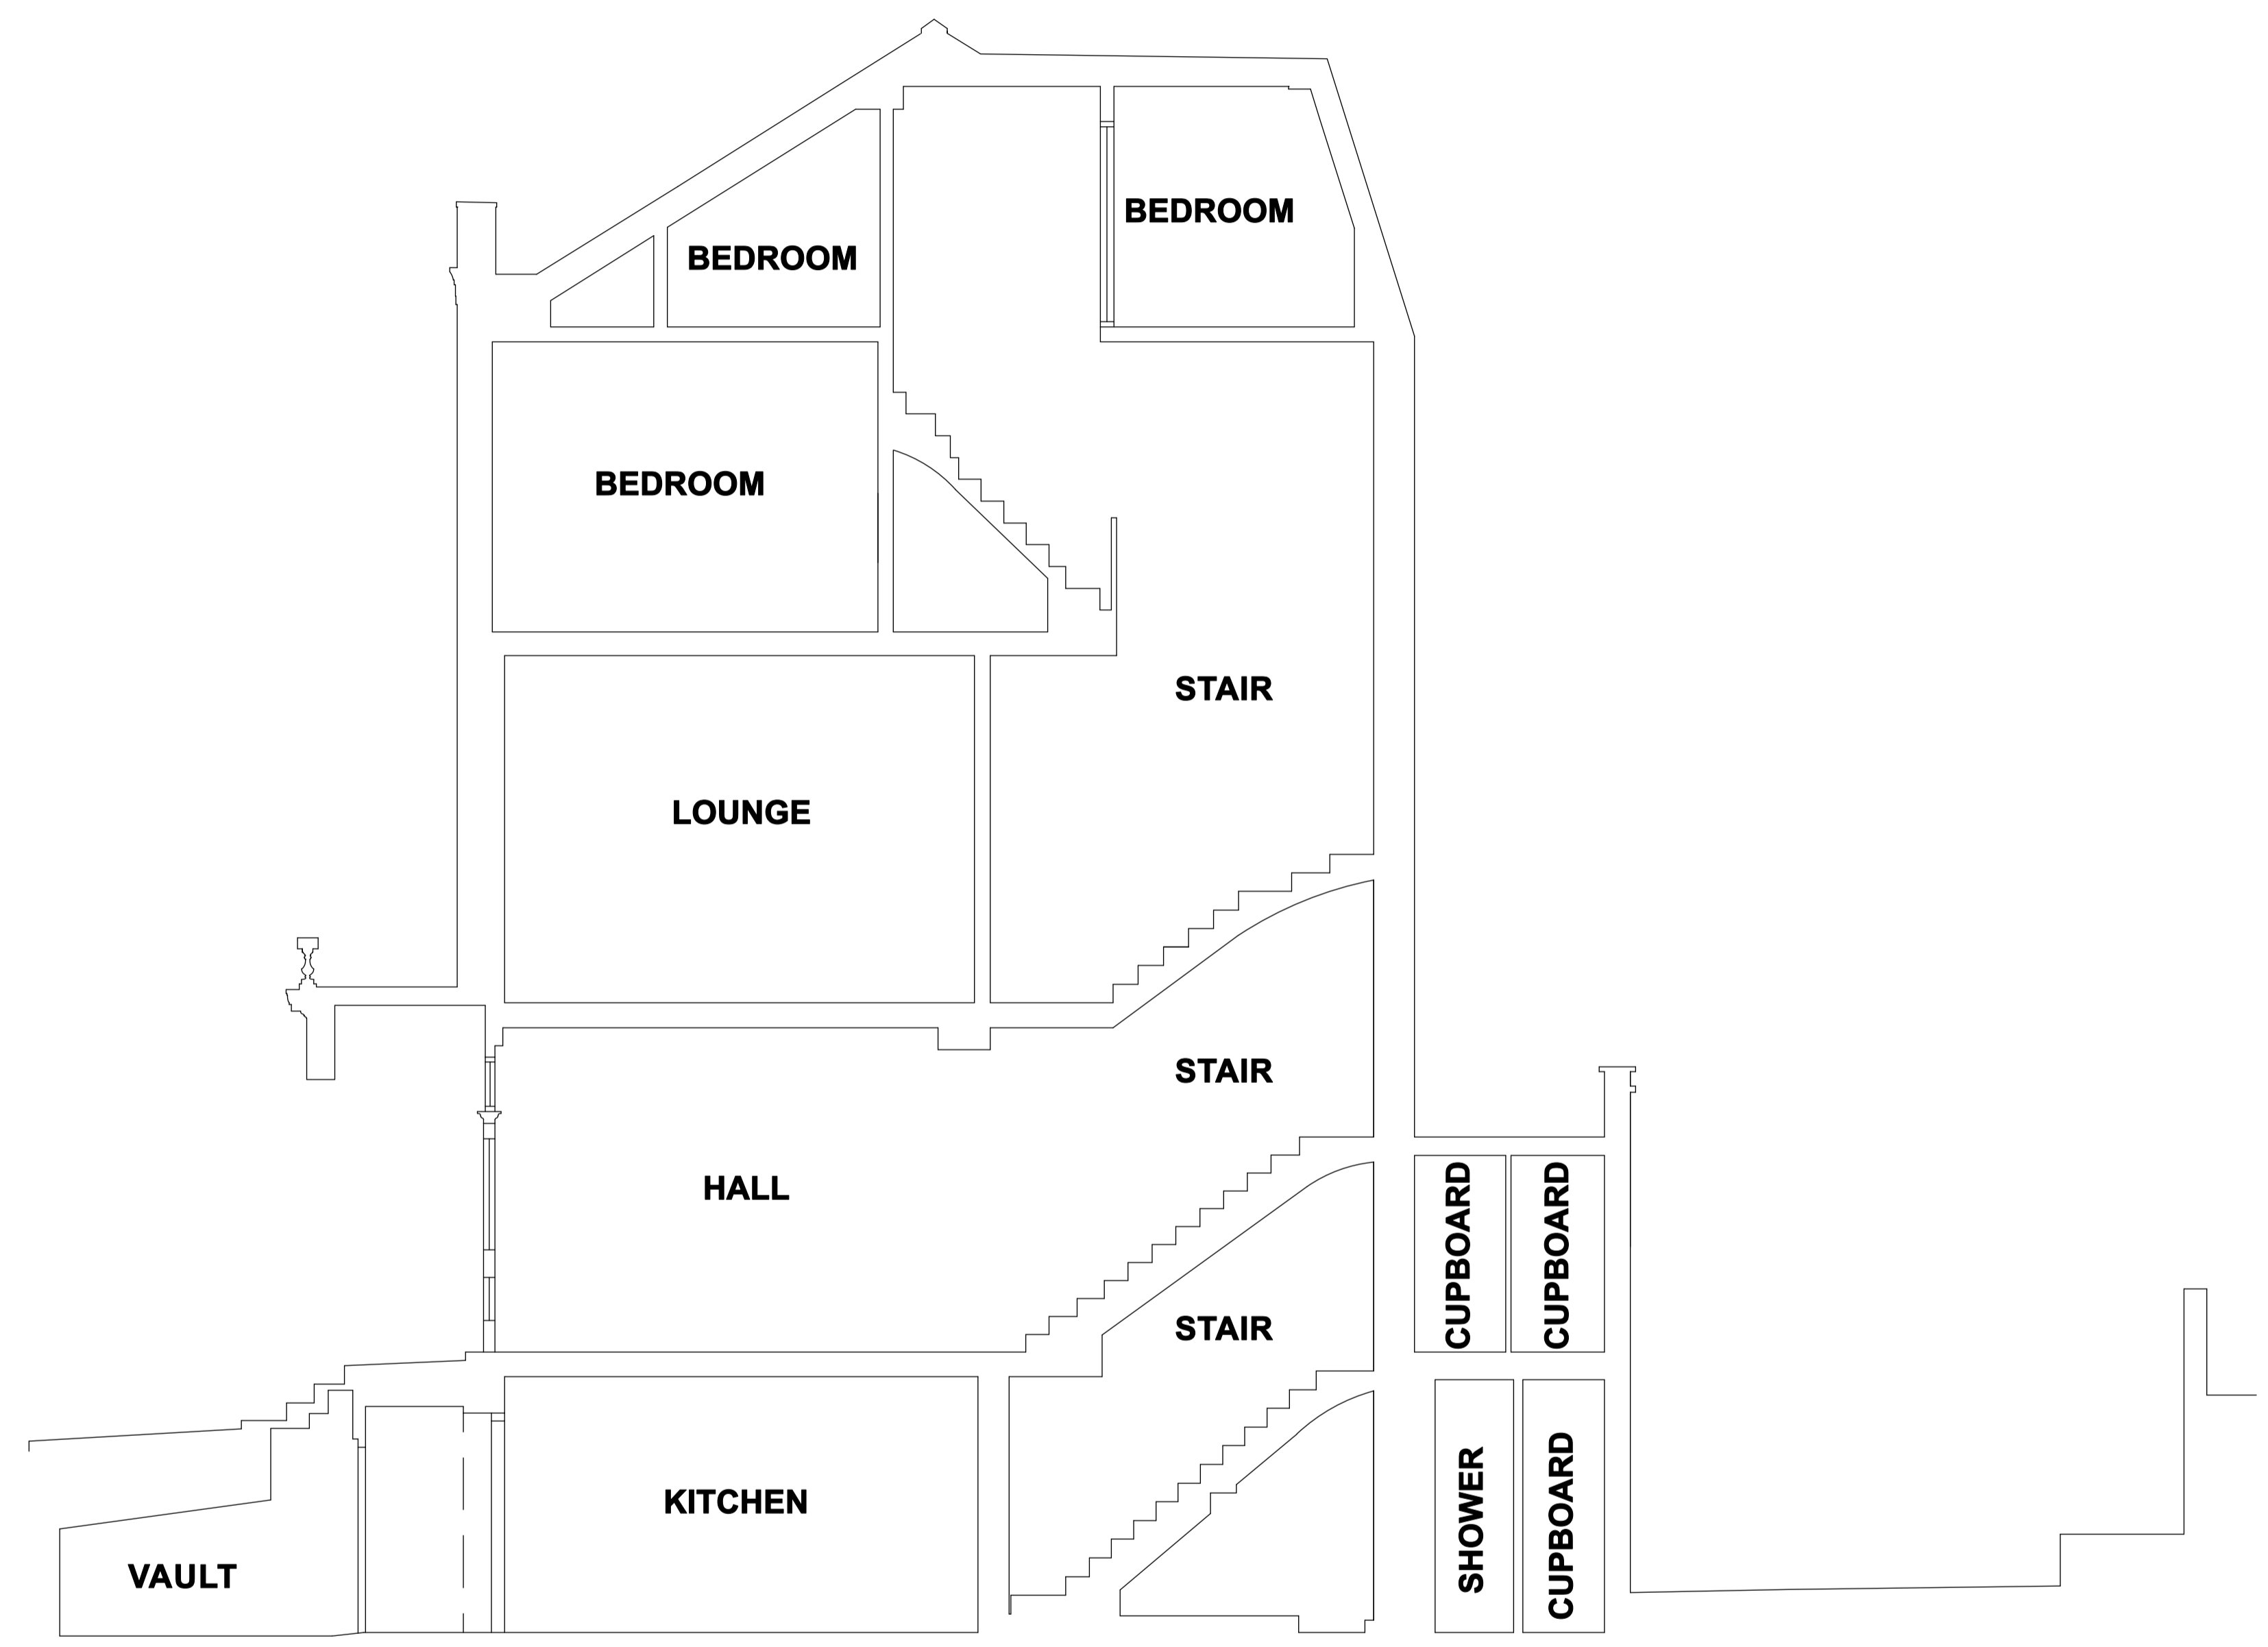 BEDROOM
BEDROOM
BEDROOM
STAIR
LOUNGE
STAIR
HALL
CUPBOARD
CUPBOARD
STAIR
KITCHEN
SHOWER
CUPBOARD
VAULT